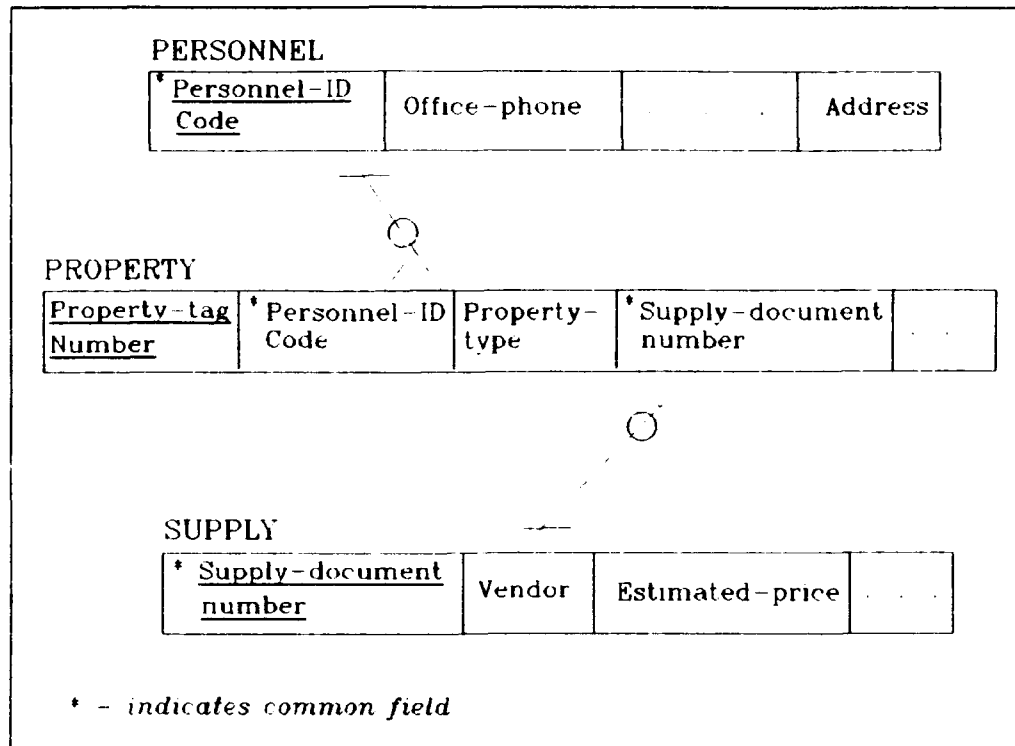 PERSONNEL
* Personnel-ID Code Office-phone . . . Address
PROPERTY
Property-tag Number * Personnel-ID Code Property-type * Supply-document number . . .
SUPPLY
* Supply-document number Vendor Estimated-price . . .
* - indicates common field